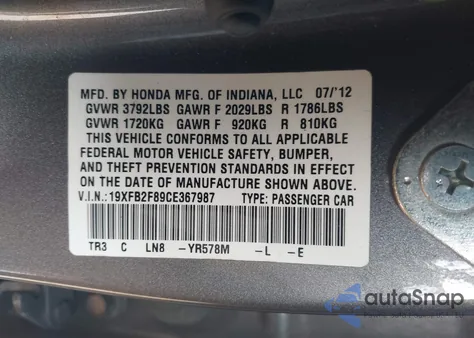 MFD. BY HONDA MFG. OF INDIANA, LLC 07/'12
GVWR 3792LBS GAWR F 2029LBS R 1786LBS
GVWR 1720KG GAWR F 920KG R 810KG
THIS VEHICLE CONFORMS TO ALL APPLICABLE
FEDERAL MOTOR VEHICLE SAFETY, BUMPER,
AND THEFT PREVENTION STANDARDS IN EFFECT
ON THE DATE OF MANUFACTURE SHOWN ABOVE.
V.I.N.: 19XFB2F89CE367987 TYPE: PASSENGER CAR
TR3 C LN8 -YR578M -L -E
autoSnap